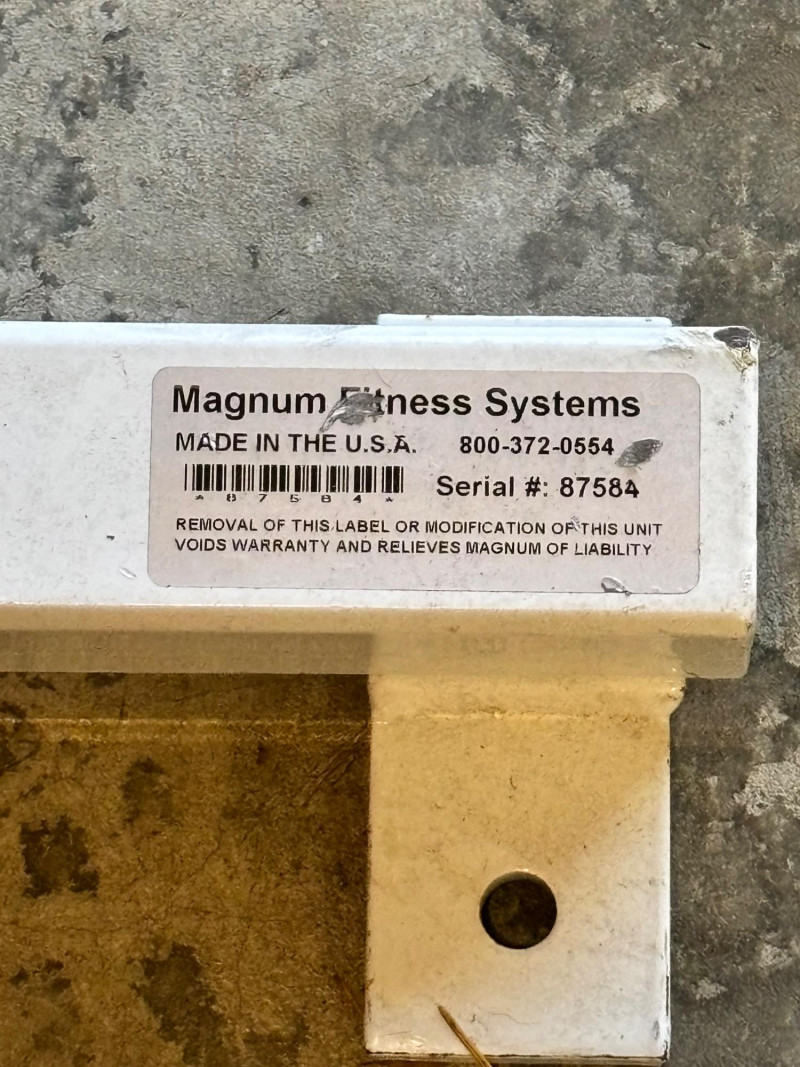 Magnum Fitness Systems
MADE IN THE U.S.A. 800-372-0554
*87584*
Serial #: 87584
REMOVAL OF THIS LABEL OR MODIFICATION OF THIS UNIT
VOIDS WARRANTY AND RELIEVES MAGNUM OF LIABILITY